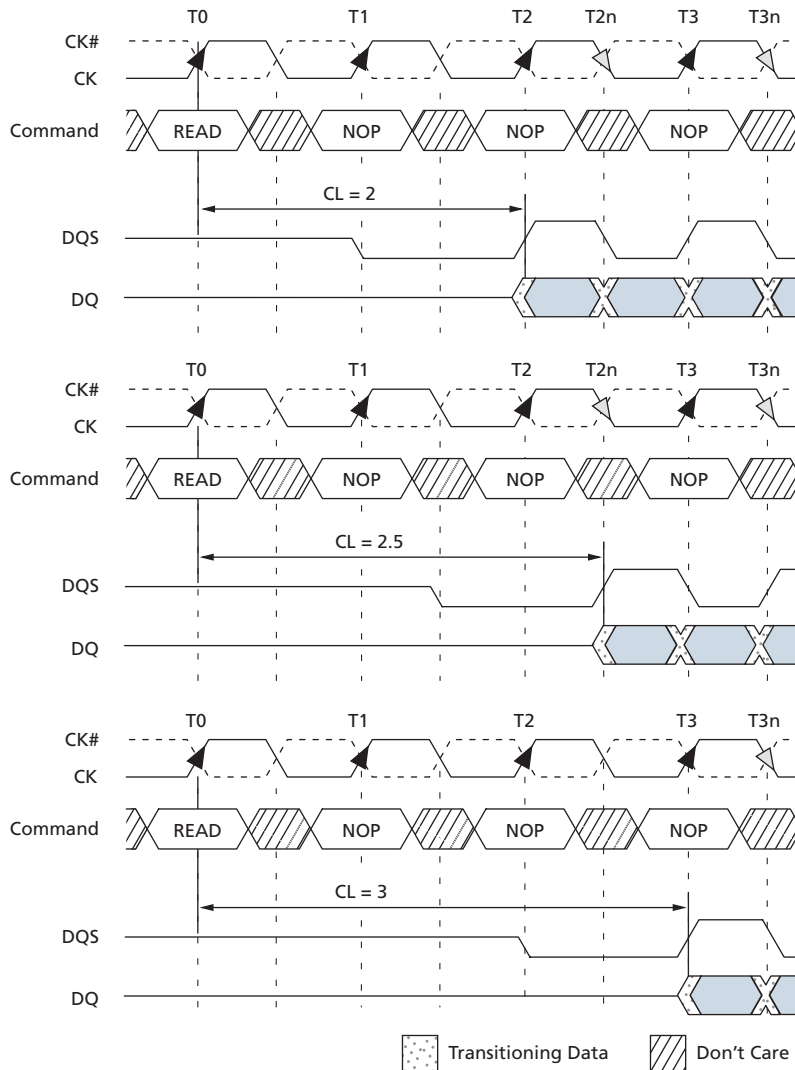 T0 T1 T2 T2n T3 T3n
CK#
CK
Command READ NOP NOP NOP
CL = 2
DQS
DQ
T0 T1 T2 T2n T3 T3n
CK#
CK
Command READ NOP NOP NOP
CL = 2.5
DQS
DQ
T0 T1 T2 T3 T3n
CK#
CK
Command READ NOP NOP NOP
CL = 3
DQS
DQ
Transitioning Data Don't Care